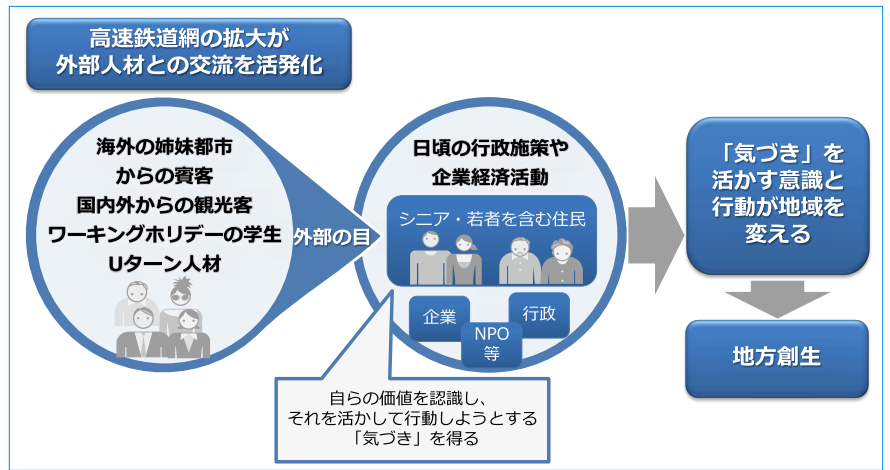 高速鉄道網の拡大が
外部人材との交流を活発化
海外の姉妹都市
からの賓客
国内外からの観光客
ワーキングホリデーの学生
Uターン人材
外部の目
日頃の行政施策や
企業経済活動
シニア・若者を含む住民
企業
NPO
等
行政
自らの価値を認識し、
それを活かして行動しようとする
「気づき」を得る
「気づき」を
活かす意識と
行動が地域を
変える
地方創生